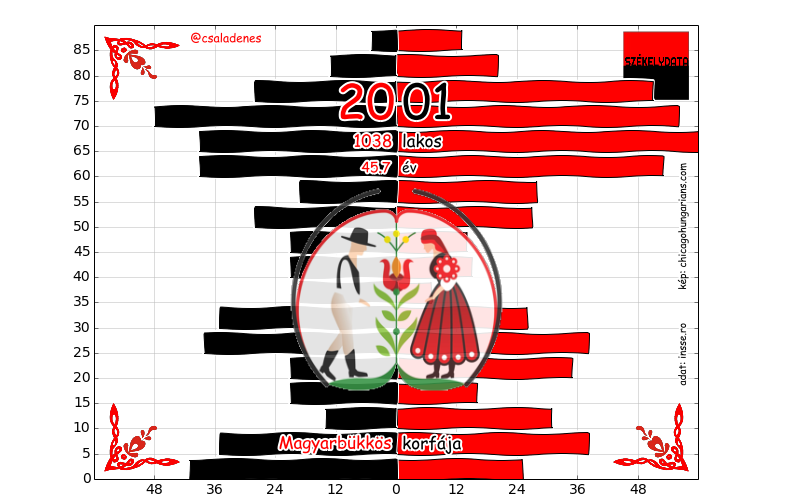 @csaladenes
SZÉKELYDATA
2001
1038 lakos
45.7 év
kép: chicagohungarians.com
adat: insse.ro
Magyarbükkös korfája
85
80
75
70
65
60
55
50
45
40
35
30
25
20
15
10
5
0
48 36 24 12 0 12 24 36 48